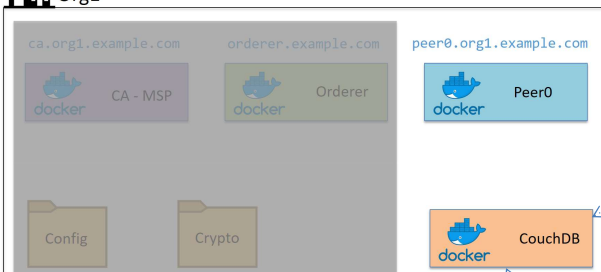 Org1
ca.org1.example.com
orderer.example.com
peer0.org1.example.com
docker
CA - MSP
docker
Orderer
docker
Peer0
Config
Crypto
docker
CouchDB